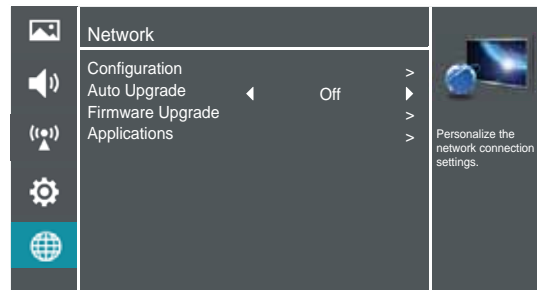 Network
Configuration >
Auto Upgrade Off
Firmware Upgrade >
Applications >
Personalize the
network connection
settings.